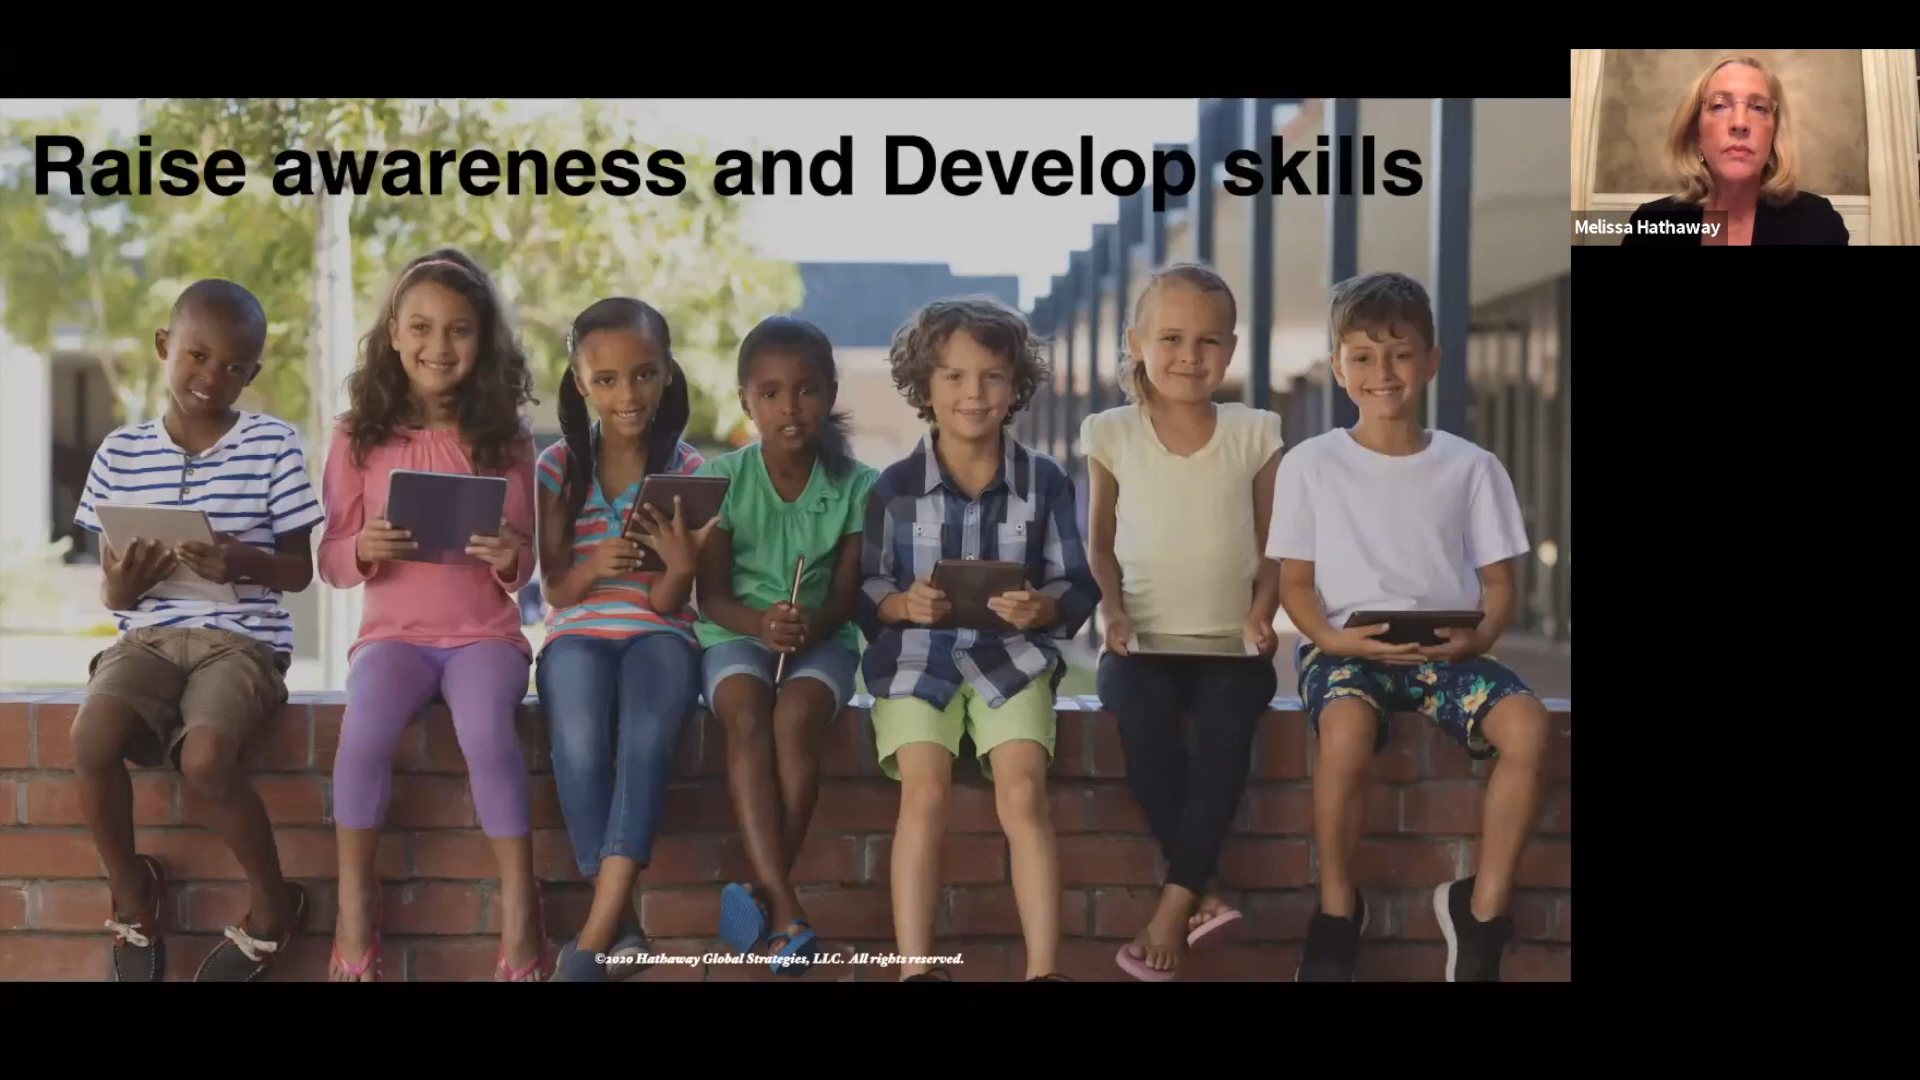 Raise awareness and Develop skills
Melissa Hathaway
©2020 Hathaway Global Strategies, LLC. All rights reserved.